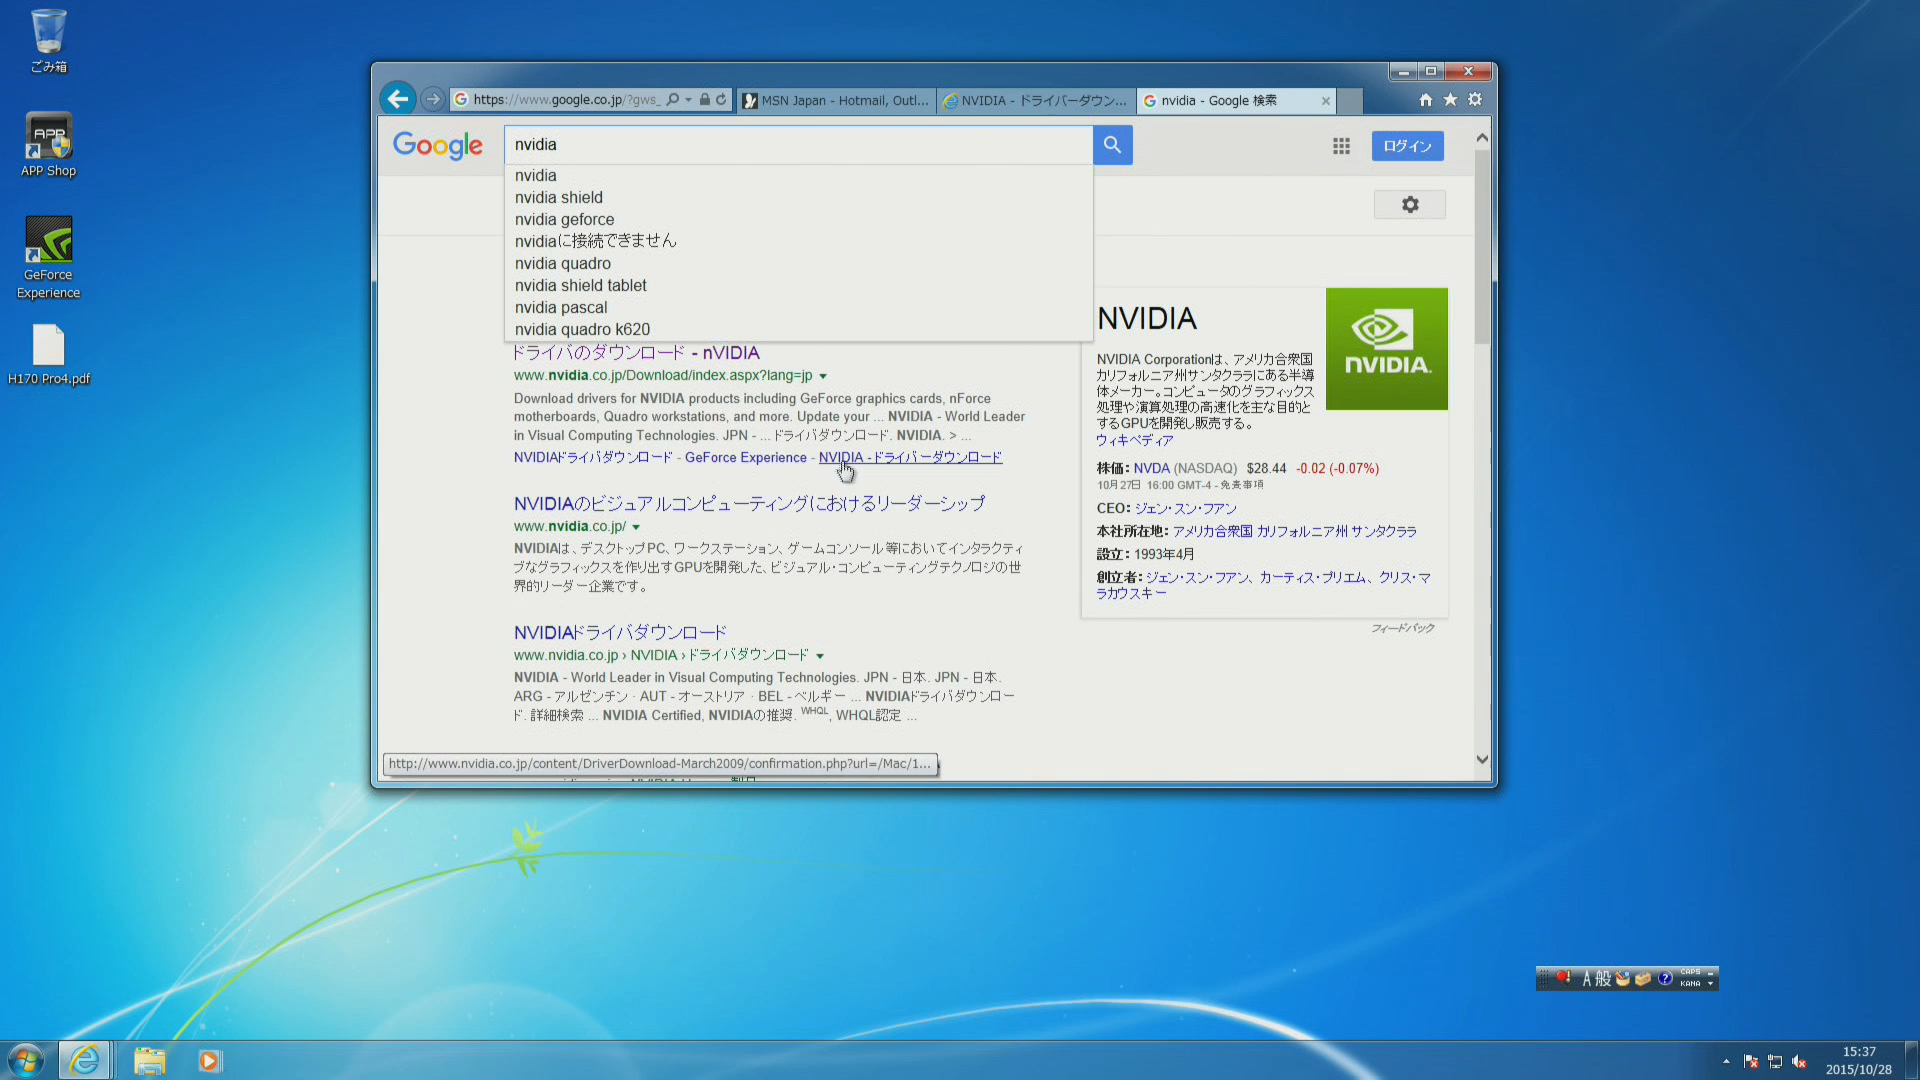 ごみ箱
APP
APP Shop
GeForce
Experience
H170 Pro4.pdf
https://www.google.co.jp/?gws_
MSN Japan - Hotmail, Outl...
NVIDIA - ドライバーダウン...
nvidia - Google 検索
Google
nvidia
ログイン
nvidia
nvidia shield
nvidia geforce
nvidiaに接続できません
nvidia quadro
nvidia shield tablet
nvidia pascal
nvidia quadro k620
ドライバのダウンロード - nVIDIA
www.nvidia.co.jp/Download/index.aspx?lang=jp
Download drivers for NVIDIA products including GeForce graphics cards, nForce
motherboards, Quadro workstations, and more. Update your ... NVIDIA - World Leader
in Visual Computing Technologies. JPN - ... ドライバダウンロード. NVIDIA. > ...
NVIDIAドライバダウンロード - GeForce Experience - NVIDIA - ドライバーダウンロード
NVIDIAのビジュアルコンピューティングにおけるリーダーシップ
www.nvidia.co.jp/
NVIDIAは、デスクトップPC、ワークステーション、ゲームコンソール等においてインタラクティ
ブなグラフィックスを作り出すGPUを開発した、ビジュアル・コンピューティングテクノロジの世
界的リーダー企業です。
NVIDIAドライバダウンロード
www.nvidia.co.jp › NVIDIA › ドライバダウンロード
NVIDIA - World Leader in Visual Computing Technologies. JPN - 日本. JPN - 日本.
ARG - アルゼンチン · AUT - オーストリア · BEL - ベルギー ... NVIDIAドライバダウンロー
ド. 詳細検索 ... NVIDIA Certified, NVIDIAの推奨. WHQL, WHQL認定 ...
NVIDIA
NVIDIA.
NVIDIA Corporationは、アメリカ合衆国
カリフォルニア州サンタクララにある半導
体メーカー。コンピュータのグラフィックス
処理や演算処理の高速化を主な目的と
するGPUを開発し販売する。
ウィキペディア
株価： NVDA (NASDAQ) $28.44 -0.02 (-0.07%)
10月27日 16:00 GMT-4 - 免責事項
CEO： ジェン・スン・フアン
本社所在地： アメリカ合衆国 カリフォルニア州 サンタクララ
設立： 1993年4月
創立者： ジェン・スン・フアン、 カーティス・プリエム、 クリス・マ
ラカウスキー
フィードバック
http://www.nvidia.co.jp/content/DriverDownload-March2009/confirmation.php?url=/Mac/1...
A 般 CAPS
KANA
15:37
2015/10/28